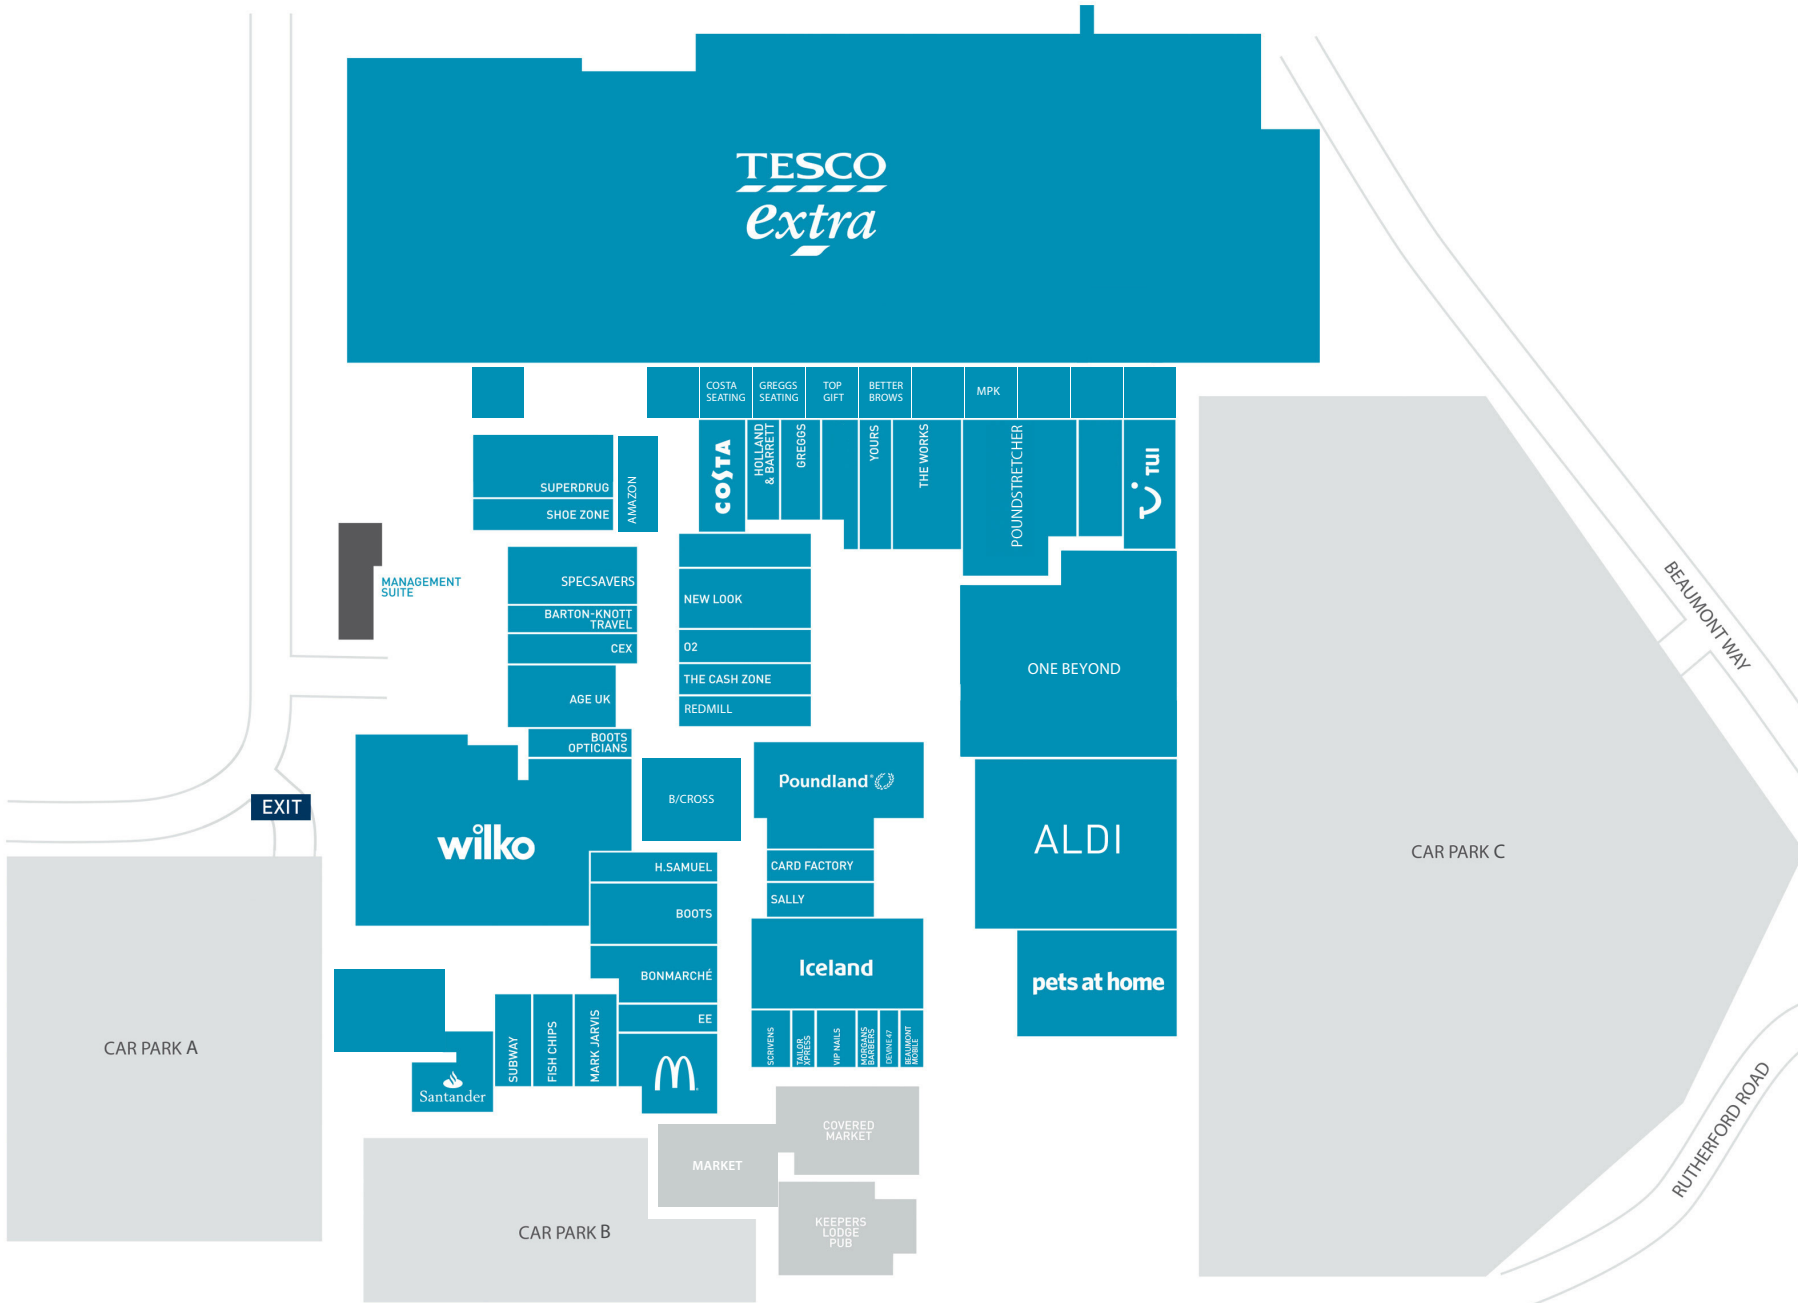 TESCO
extra
COSTA
SEATING
GREGGS
SEATING
TOP
GIFT
BETTER
BROWS
MPK
COSTA
HOLLAND
& BARRETT
GREGGS
YOURS
THE WORKS
POUNDSTRETCHER
TUI
SUPERDRUG
SHOE ZONE
AMAZON
MANAGEMENT
SUITE
SPECSAVERS
BARTON-KNOTT
TRAVEL
CEX
AGE UK
BOOTS
OPTICIANS
NEW LOOK
O2
THE CASH ZONE
REDMILL
ONE BEYOND
BEAUMONT WAY
EXIT
wilko
B/CROSS
Poundland
ALDI
CAR PARK C
H.SAMUEL
BOOTS
BONMARCHÉ
EE
CARD FACTORY
SALLY
Iceland
pets at home
SCRIVENS
TAILOR
XPRESS
VIP NAILS
MORGANS
BARBERS
DEVINE 47
BEAUMONT
MOBILE
CAR PARK A
SUBWAY
FISH CHIPS
MARK JARVIS
M
Santander
COVERED
MARKET
MARKET
KEEPERS
LODGE
PUB
CAR PARK B
RUTHERFORD ROAD